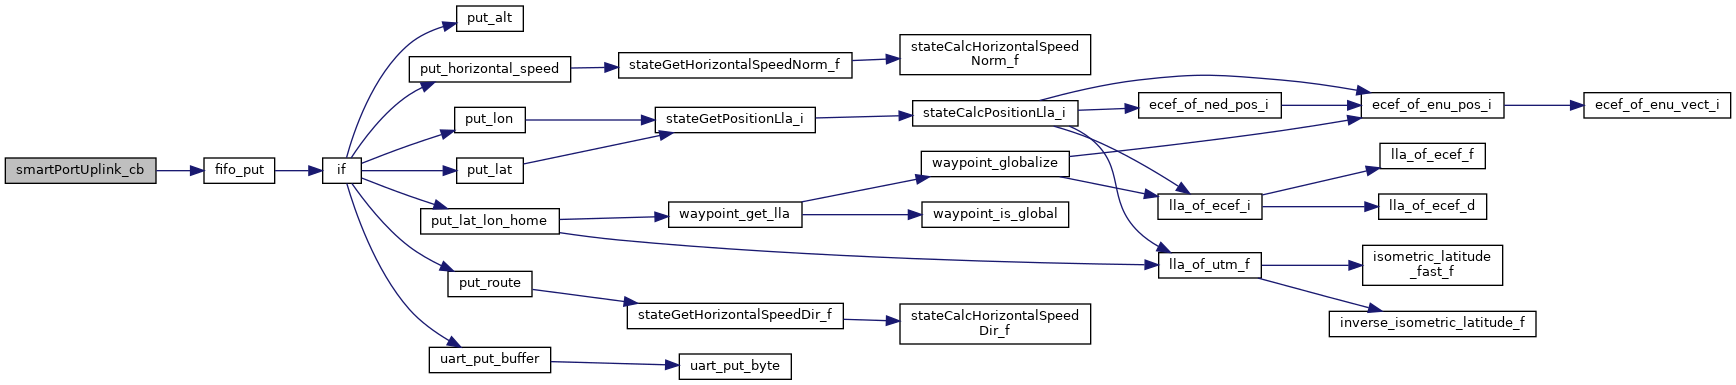 smartPortUplink_cb
fifo_put
if
put_alt
put_horizontal_speed
put_lon
put_lat
put_lat_lon_home
put_route
uart_put_buffer
stateGetHorizontalSpeedNorm_f
stateGetPositionLla_i
waypoint_get_lla
stateGetHorizontalSpeedDir_f
uart_put_byte
stateCalcHorizontalSpeed
Norm_f
stateCalcPositionLla_i
waypoint_globalize
waypoint_is_global
stateCalcHorizontalSpeed
Dir_f
ecef_of_ned_pos_i
lla_of_ecef_i
lla_of_utm_f
ecef_of_enu_pos_i
lla_of_ecef_f
lla_of_ecef_d
isometric_latitude
_fast_f
inverse_isometric_latitude_f
ecef_of_enu_vect_i